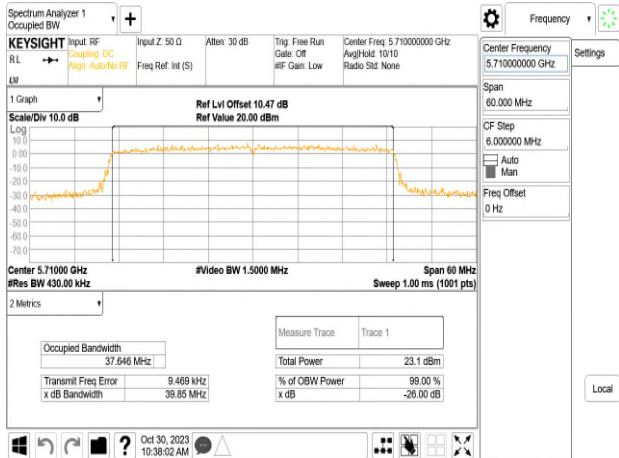 Spectrum Analyzer 1
Occupied BW
KEYSIGHT
RL
Input: RF
Coupling: DC
Align: Auto/No RF
Input Z: 50 Ω
Freq Ref: Int (S)
Atten: 30 dB
Trig: Free Run
Gate: Off
#IF Gain: Low
Center Freq: 5.710000000 GHz
Avg|Hold: 10/10
Radio Std: None
1 Graph
Scale/Div 10.0 dB
Ref Lvl Offset 10.47 dB
Ref Value 20.00 dBm
Log
10.0
0.00
-10.0
-20.0
-30.0
-40.0
-50.0
-60.0
-70.0
Center 5.71000 GHz
#Res BW 430.00 kHz
#Video BW 1.5000 MHz
Span 60 MHz
Sweep 1.00 ms (1001 pts)
2 Metrics
Measure Trace Trace 1
Occupied Bandwidth
37.646 MHz
Total Power 23.1 dBm
Transmit Freq Error 9.469 kHz
% of OBW Power 99.00 %
x dB Bandwidth 39.85 MHz
x dB -26.00 dB
Oct 30, 2023
10:38:02 AM
Frequency
Center Frequency
5.710000000 GHz
Settings
Span
60.000 MHz
CF Step
6.000000 MHz
Auto
Man
Freq Offset
0 Hz
Local